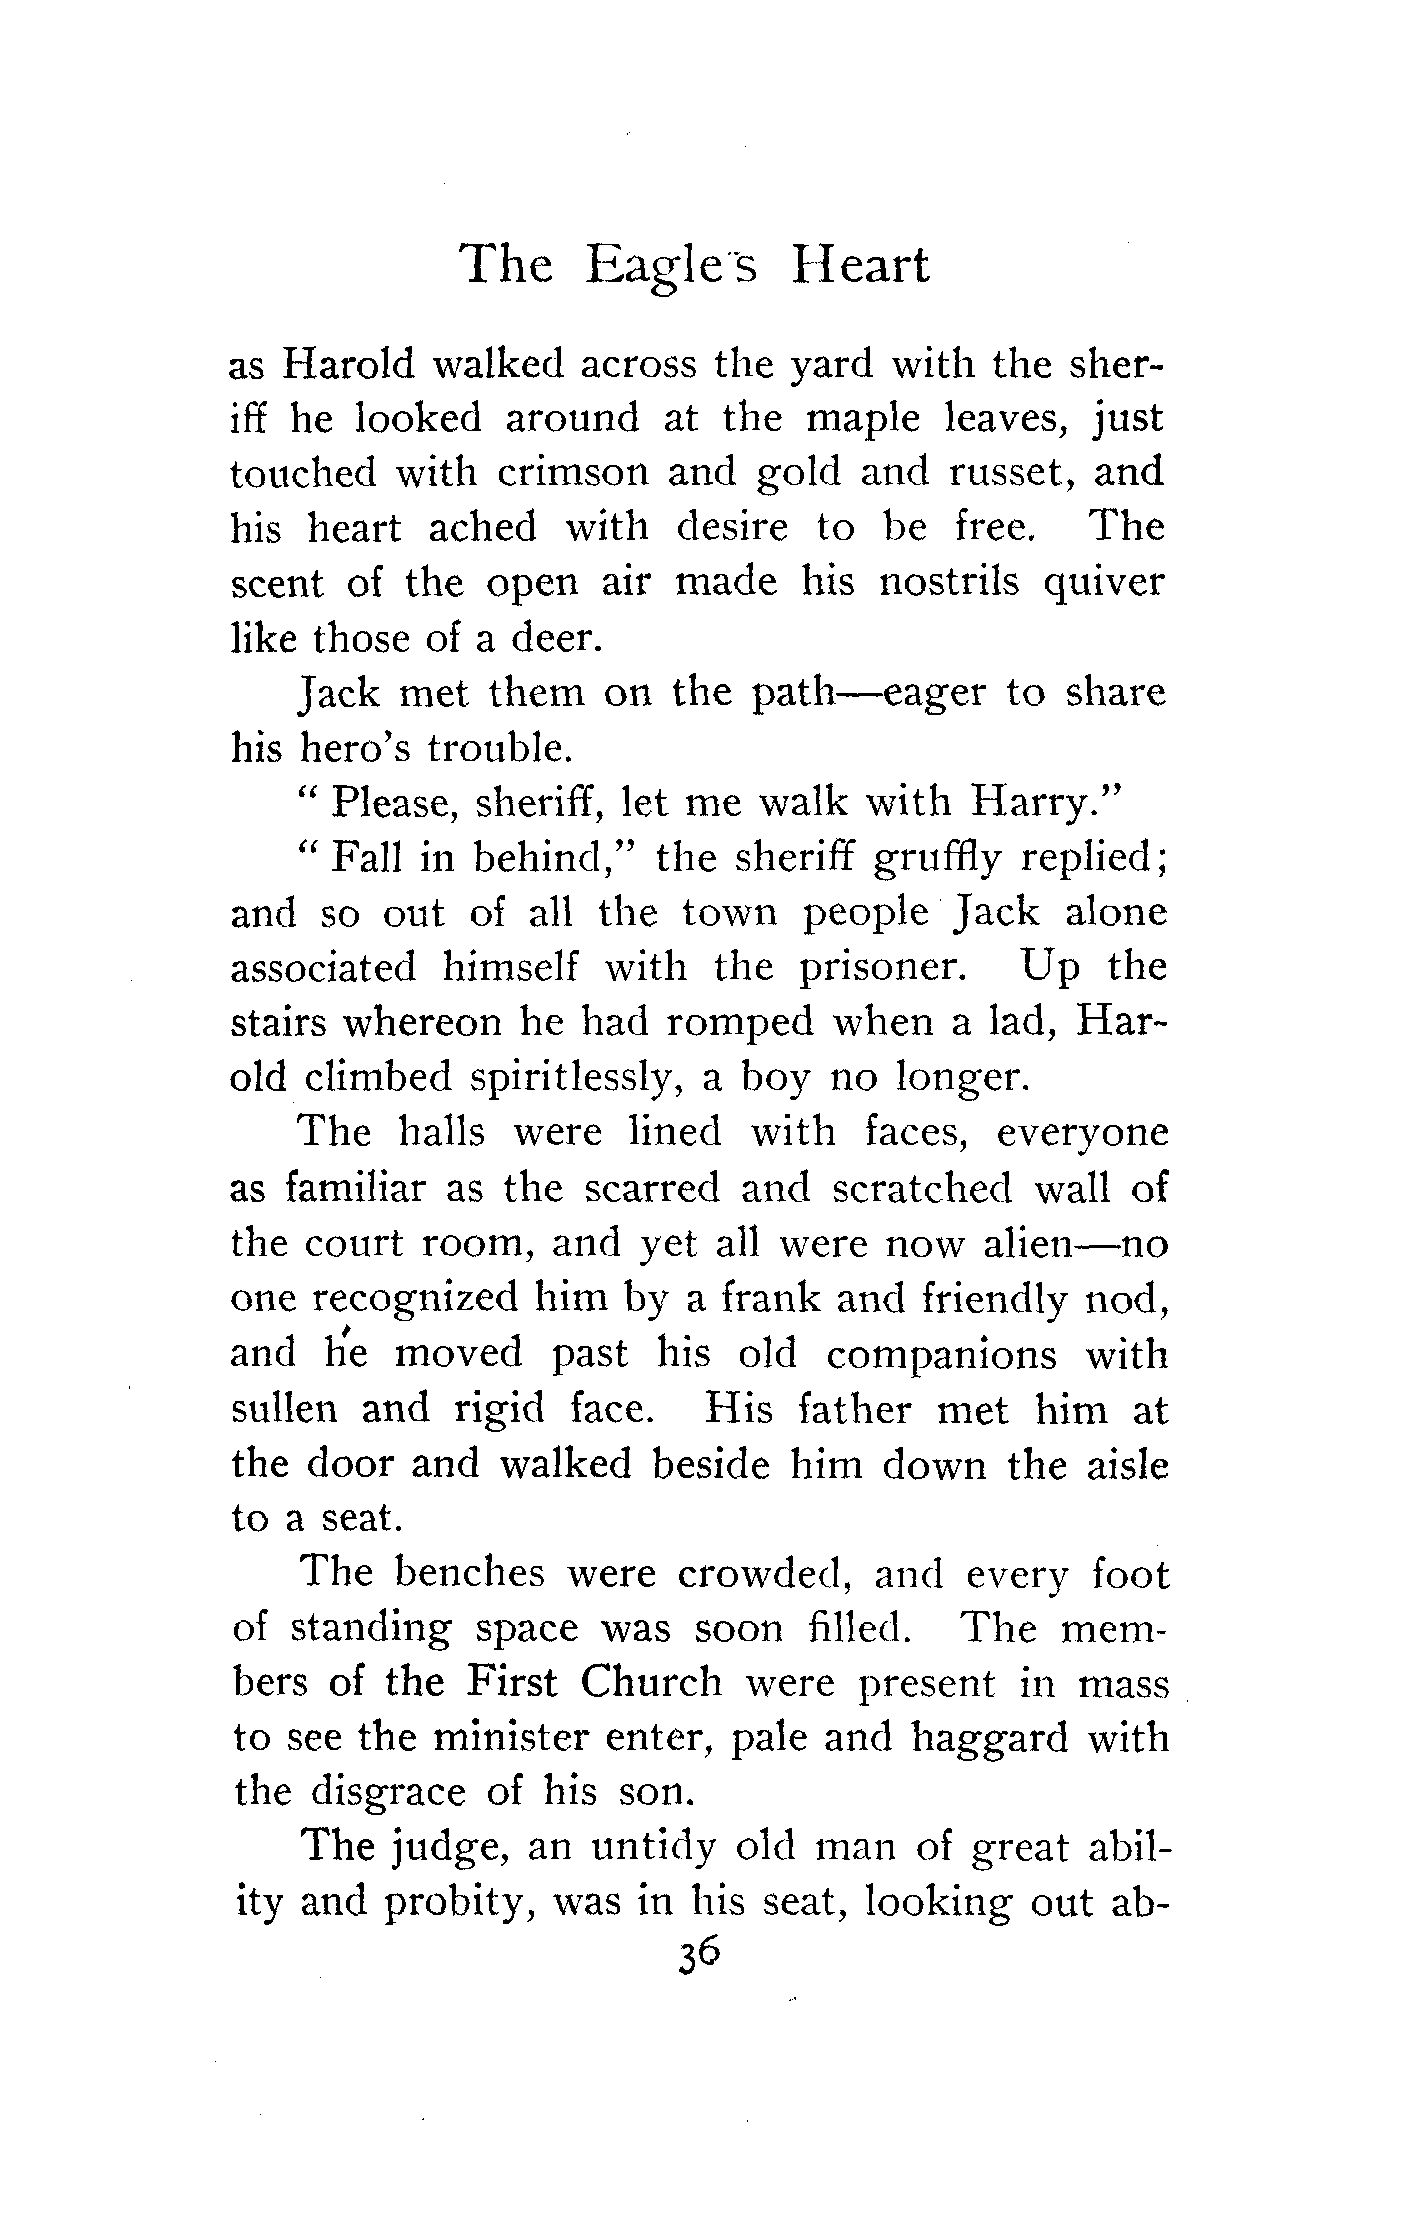 The Eagle's Heart
as Harold walked across the yard with the sher-
iff he looked around at the maple leaves, just
touched with crimson and gold and russet, and
his heart ached with desire to be free. The
scent of the open air made his nostrils quiver
like those of a deer.
Jack met them on the path—eager to share
his hero's trouble.
" Please, sheriff, let me walk with Harry."
" Fall in behind," the sheriff gruffly replied;
and so out of all the town people Jack alone
associated himself with the prisoner. Up the
stairs whereon he had romped when a lad, Har-
old climbed spiritlessly, a boy no longer.
The halls were lined with faces, everyone
as familiar as the scarred and scratched wall of
the court room, and yet all were now alien—no
one recognized him by a frank and friendly nod,
and he moved past his old companions with
sullen and rigid face. His father met him at
the door and walked beside him down the aisle
to a seat.
The benches were crowded, and every foot
of standing space was soon filled. The mem-
bers of the First Church were present in mass
to see the minister enter, pale and haggard with
the disgrace of his son.
The judge, an untidy old man of great abil-
ity and probity, was in his seat, looking out ab-
36